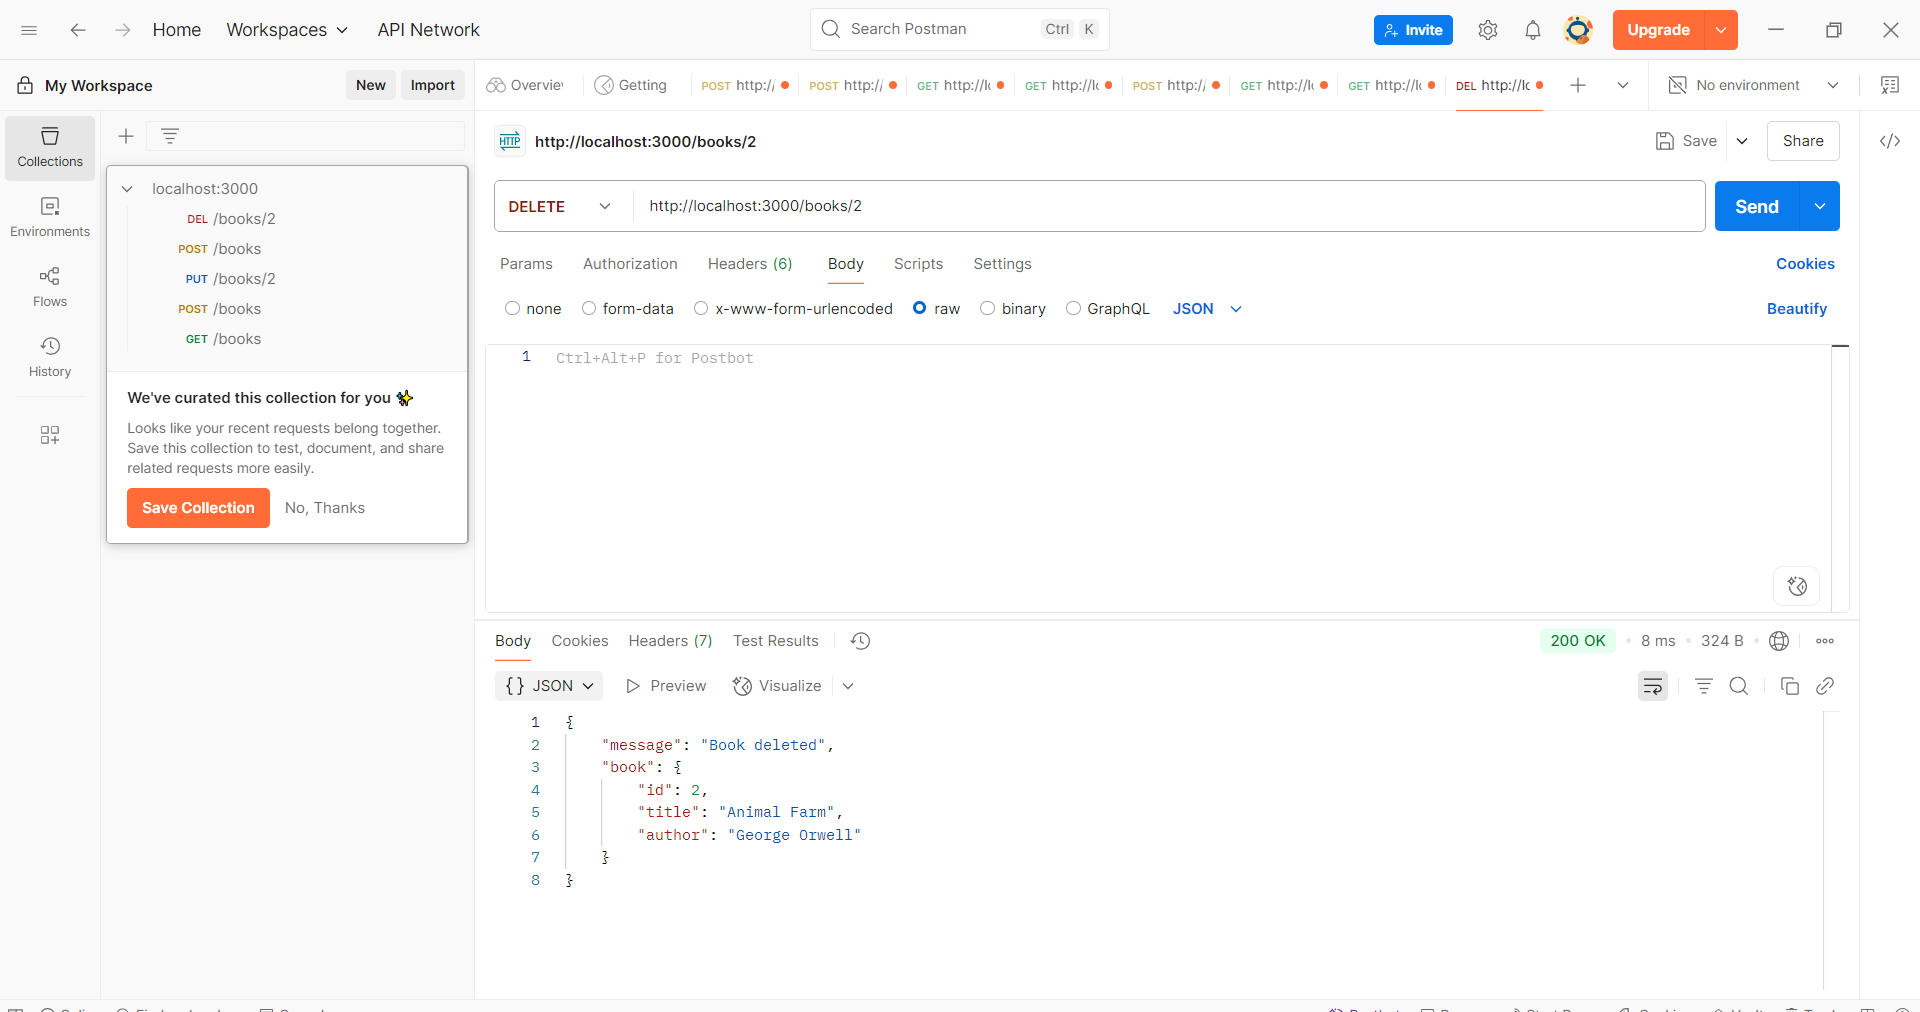 Home Workspaces API Network Search Postman Ctrl K Invite Upgrade
My Workspace New Import Overvie Getting POST http:/ POST http:/ GET http://lo GET http://lo POST http:/ GET http://lo GET http://lo DEL http://lo No environment
Collections
Environments
Flows
History
localhost:3000
DEL /books/2
POST /books
PUT /books/2
POST /books
GET /books
We've curated this collection for you ✨
Looks like your recent requests belong together.
Save this collection to test, document, and share
related requests more easily.
Save Collection No, Thanks
HTTP http://localhost:3000/books/2 Save Share
DELETE http://localhost:3000/books/2 Send
Params Authorization Headers (6) Body Scripts Settings Cookies
none form-data x-www-form-urlencoded raw binary GraphQL JSON Beautify
1 Ctrl+Alt+P for Postbot
Body Cookies Headers (7) Test Results 200 OK • 8 ms • 324 B
{} JSON Preview Visualize
1 {
2 "message": "Book deleted",
3 "book": {
4 "id": 2,
5 "title": "Animal Farm",
6 "author": "George Orwell"
7 }
8 }